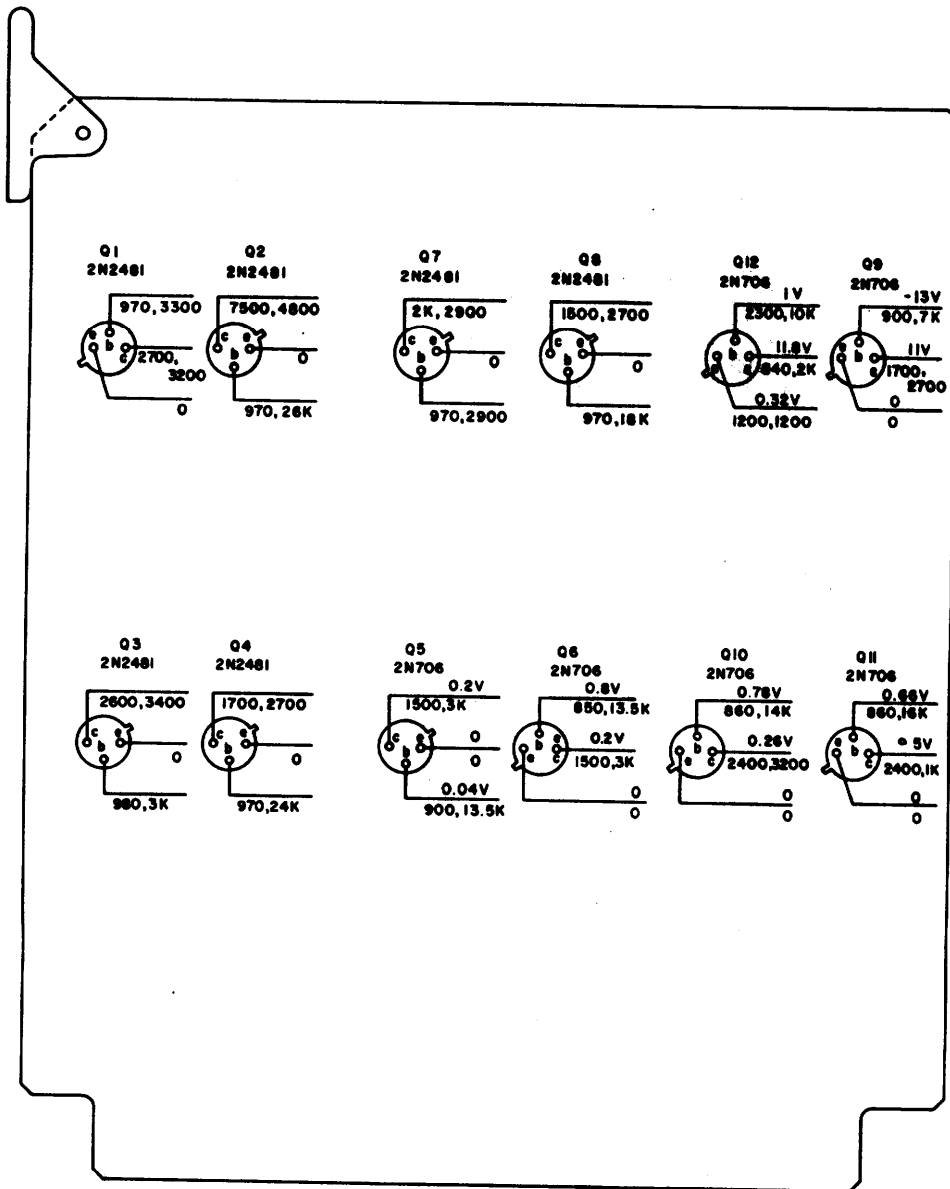 Q1
2N2481
970,3300
e
b
c
2700,
3200
0
Q2
2N2481
7500,4800
c
e
b
0
970,26K
Q7
2N2481
2K,2900
c
e
b
0
970,2900
Q8
2N2481
1500,2700
c
e
b
0
970,18K
Q12
2N706
1V
2300,10K
b
11.8V
840,2K
0.32V
1200,1200
Q9
2N706
-13V
900,7K
b
11V
1700,
2700
0
0
Q3
2N2481
2600,3400
c
e
b
0
980,3K
Q4
2N2481
1700,2700
c
e
b
0
970,24K
Q5
2N706
0.2V
1500,3K
c
e
b
0
0
0.04V
900,13.5K
Q6
2N706
0.8V
850,13.5K
b
e
c
0.2V
1500,3K
0
0
Q10
2N706
0.78V
860,14K
b
e
c
0.26V
2400,3200
0
0
Q11
2N706
0.66V
860,16K
e
b
c
5V
2400,1K
0
0